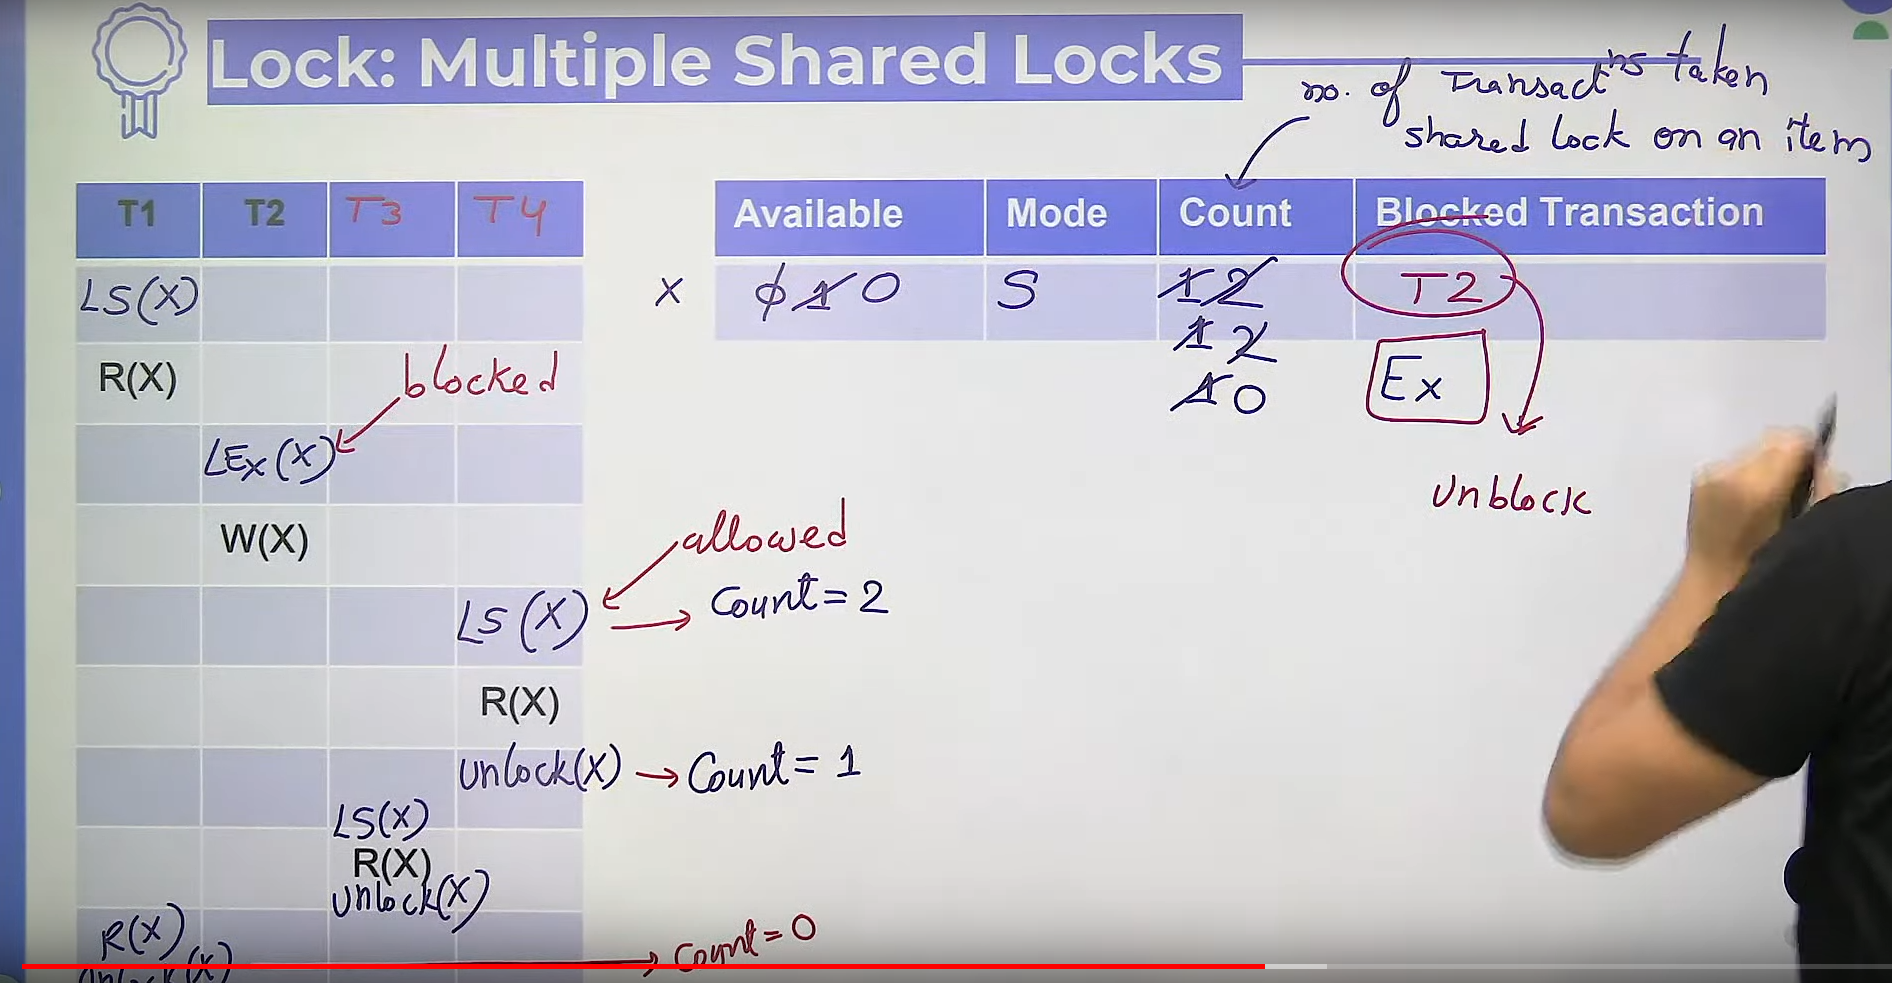 Lock: Multiple Shared Locks
no. of Transactns taken
shared lock on an item
T1 T2 T3 T4
Available Mode Count Blocked Transaction
LS(X)
X 0 1 0 S 1 2 T2
1 2
R(X) blocked
1 0 Ex
LEx(X)
Unblock
W(X) allowed
LS(X) Count = 2
R(X)
Unlock(X) → Count = 1
LS(X)
R(X)
Unlock(X)
R(X)
Unlock(X) → Count = 0